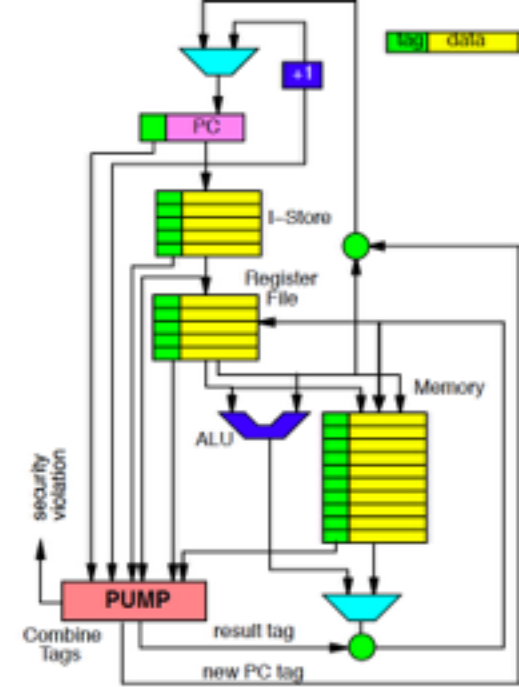 tag data
+1
PC
I-Store
Register
File
Memory
ALU
security
violation
PUMP
Combine
Tags
result tag
new PC tag